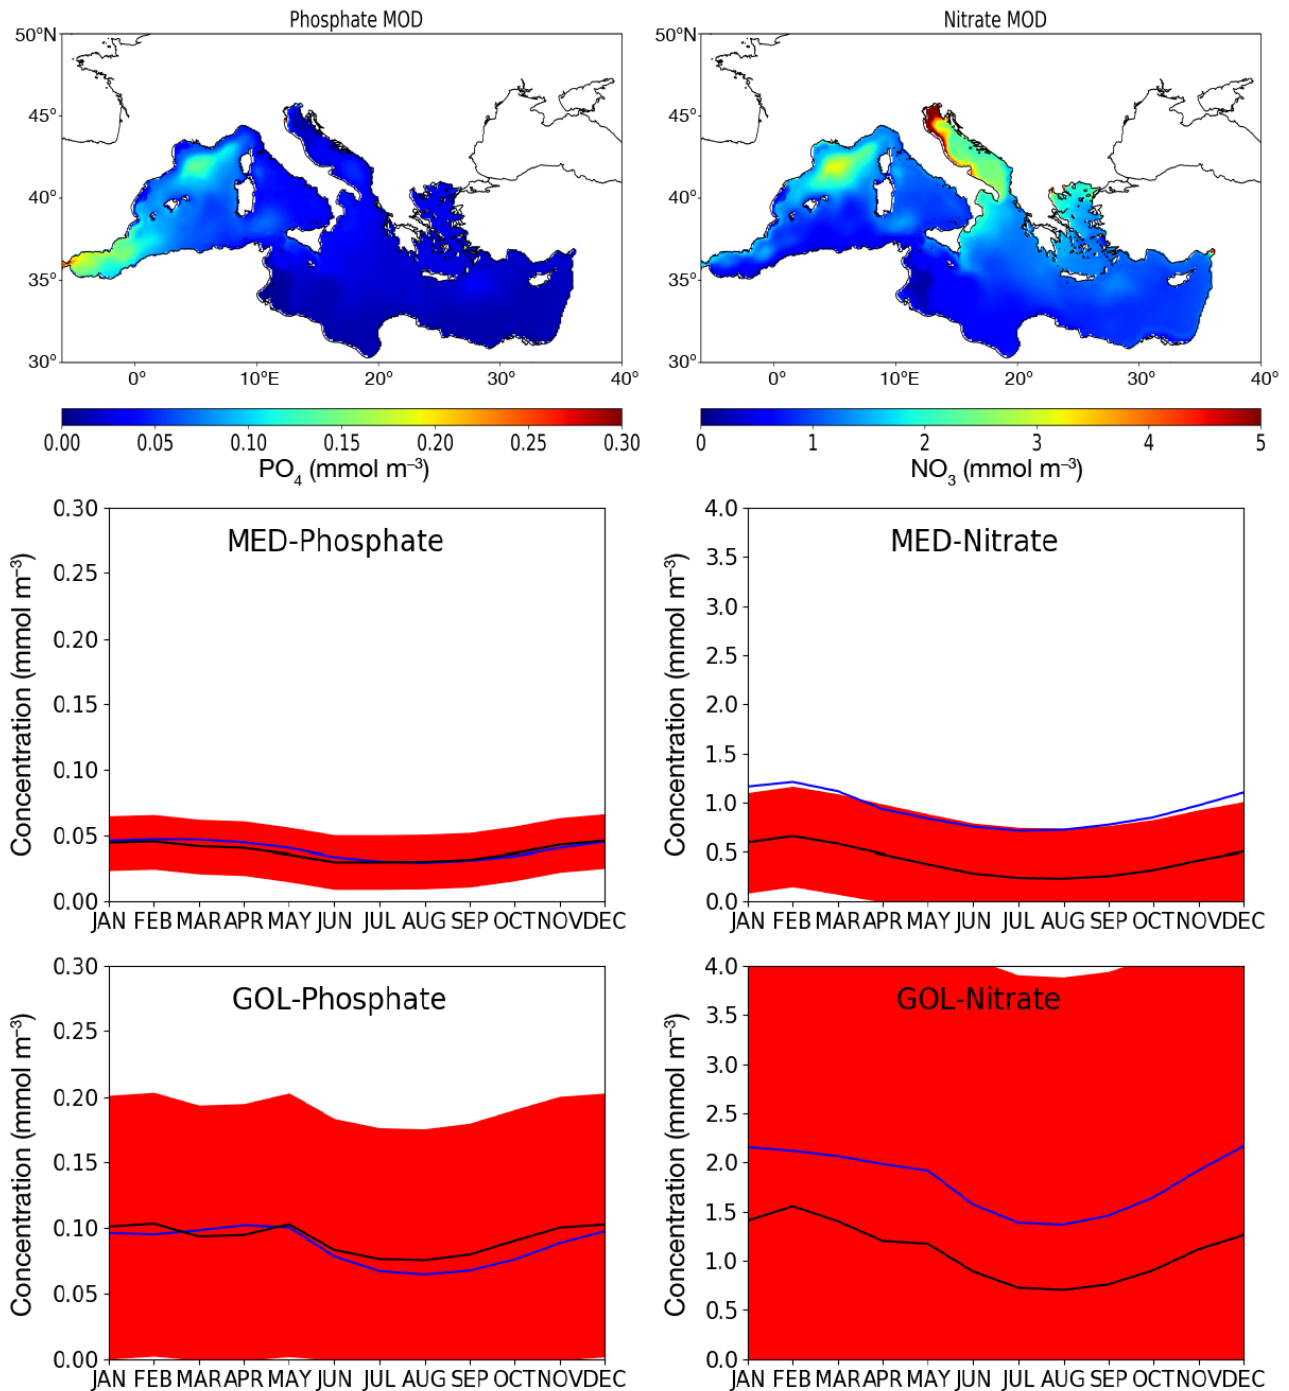 Phosphate MOD
50°N
45°
40°
35°
30°
0° 10°E 20° 30° 40°
0.00 0.05 0.10 0.15 0.20 0.25 0.30
PO4 (mmol m–3)
Nitrate MOD
50°N
45°
40°
35°
30°
0° 10°E 20° 30° 40°
0 1 2 3 4 5
NO3 (mmol m–3)
MED-Phosphate
Concentration (mmol m–3)
0.30
0.25
0.20
0.15
0.10
0.05
0.00
JAN FEB MAR APR MAY JUN JUL AUG SEP OCT NOV DEC
MED-Nitrate
Concentration (mmol m–3)
4.0
3.5
3.0
2.5
2.0
1.5
1.0
0.5
0.0
JAN FEB MAR APR MAY JUN JUL AUG SEP OCT NOV DEC
GOL-Phosphate
Concentration (mmol m–3)
0.30
0.25
0.20
0.15
0.10
0.05
0.00
JAN FEB MAR APR MAY JUN JUL AUG SEP OCT NOV DEC
GOL-Nitrate
Concentration (mmol m–3)
4.0
3.5
3.0
2.5
2.0
1.5
1.0
0.5
0.0
JAN FEB MAR APR MAY JUN JUL AUG SEP OCT NOV DEC